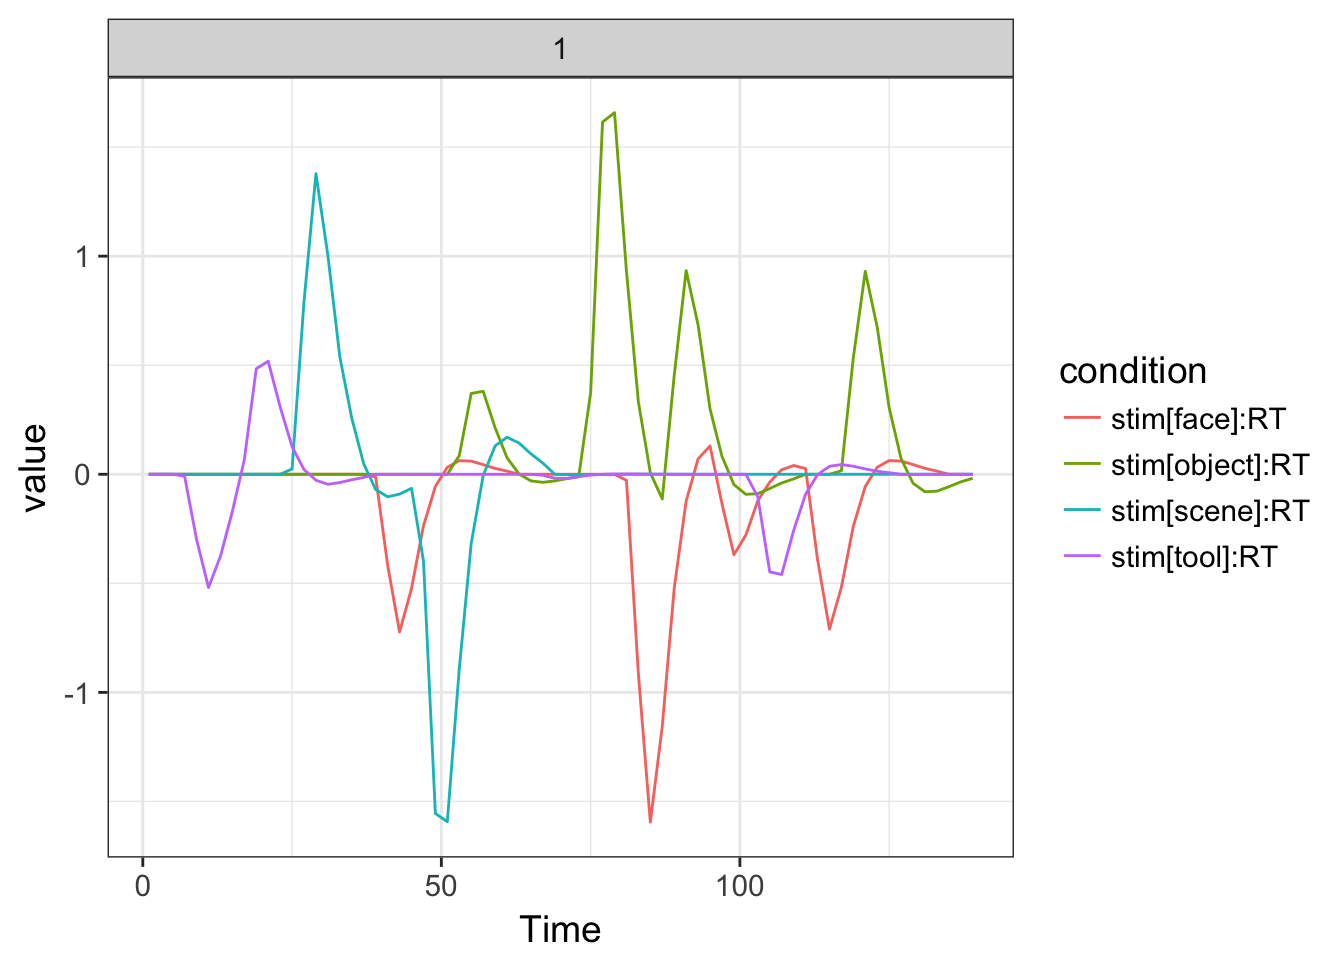 1
value
1
0
-1
0
50
100
Time
condition
stim[face]:RT
stim[object]:RT
stim[scene]:RT
stim[tool]:RT